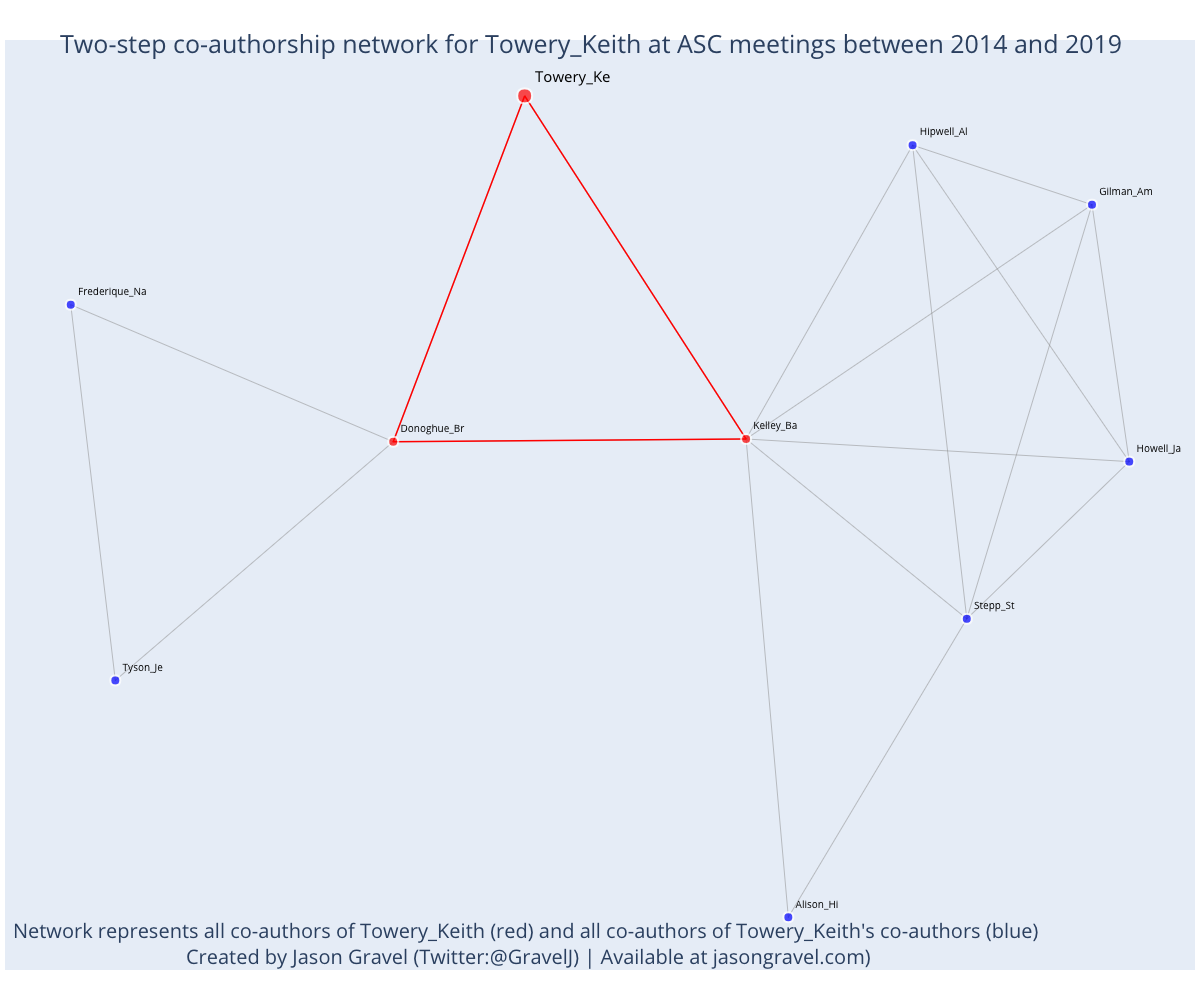 Two-step co-authorship network for Towery_Keith at ASC meetings between 2014 and 2019
Towery_Ke
Hipwell_Al
Gilman_Am
Frederique_Na
Donoghue_Br
Kelley_Ba
Howell_Ja
Stepp_St
Tyson_Je
Alison_Hi
Network represents all co-authors of Towery_Keith (red) and all co-authors of Towery_Keith's co-authors (blue)
Created by Jason Gravel (Twitter:@GravelJ) | Available at jasongravel.com)